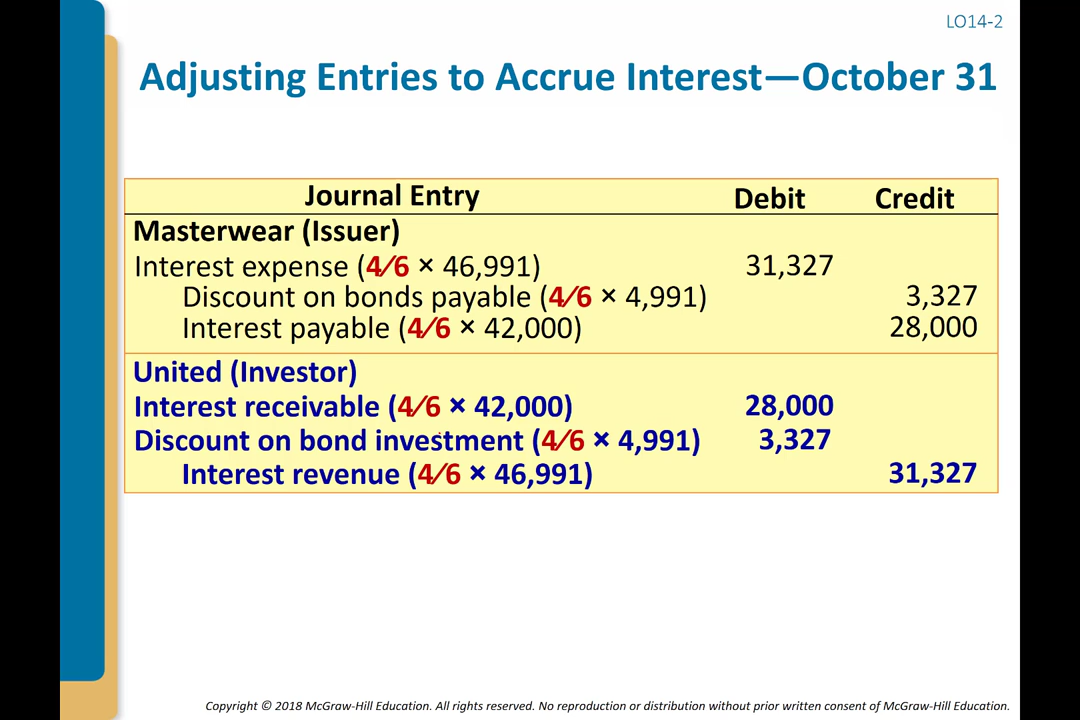 LO14-2
Adjusting Entries to Accrue Interest—October 31
Journal Entry Debit Credit
Masterwear (Issuer)
Interest expense (4⁄6 × 46,991) 31,327
Discount on bonds payable (4⁄6 × 4,991) 3,327
Interest payable (4⁄6 × 42,000) 28,000
United (Investor)
Interest receivable (4⁄6 × 42,000) 28,000
Discount on bond investment (4⁄6 × 4,991) 3,327
Interest revenue (4⁄6 × 46,991) 31,327
Copyright © 2018 McGraw-Hill Education. All rights reserved. No reproduction or distribution without prior written consent of McGraw-Hill Education.